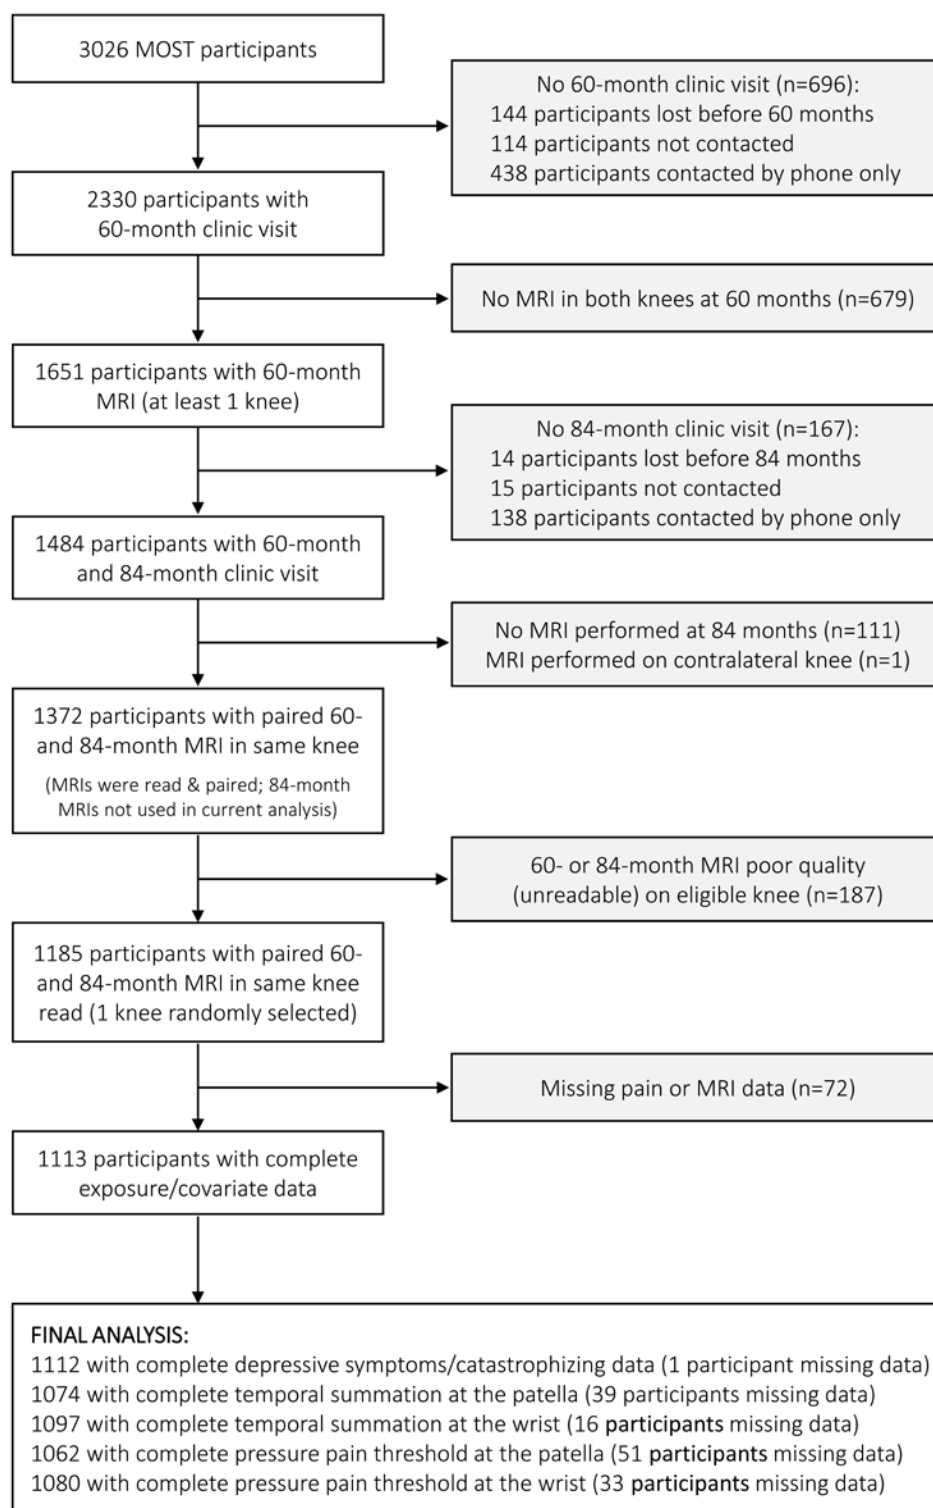 3026 MOST participants
No 60-month clinic visit (n=696):
144 participants lost before 60 months
114 participants not contacted
438 participants contacted by phone only
2330 participants with
60-month clinic visit
No MRI in both knees at 60 months (n=679)
1651 participants with 60-month
MRI (at least 1 knee)
No 84-month clinic visit (n=167):
14 participants lost before 84 months
15 participants not contacted
138 participants contacted by phone only
1484 participants with 60-month
and 84-month clinic visit
No MRI performed at 84 months (n=111)
MRI performed on contralateral knee (n=1)
1372 participants with paired 60-
and 84-month MRI in same knee
(MRIs were read & paired; 84-month
MRIs not used in current analysis)
60- or 84-month MRI poor quality
(unreadable) on eligible knee (n=187)
1185 participants with paired 60-
and 84-month MRI in same knee
read (1 knee randomly selected)
Missing pain or MRI data (n=72)
1113 participants with complete
exposure/covariate data
FINAL ANALYSIS:
1112 with complete depressive symptoms/catastrophizing data (1 participant missing data)
1074 with complete temporal summation at the patella (39 participants missing data)
1097 with complete temporal summation at the wrist (16 participants missing data)
1062 with complete pressure pain threshold at the patella (51 participants missing data)
1080 with complete pressure pain threshold at the wrist (33 participants missing data)